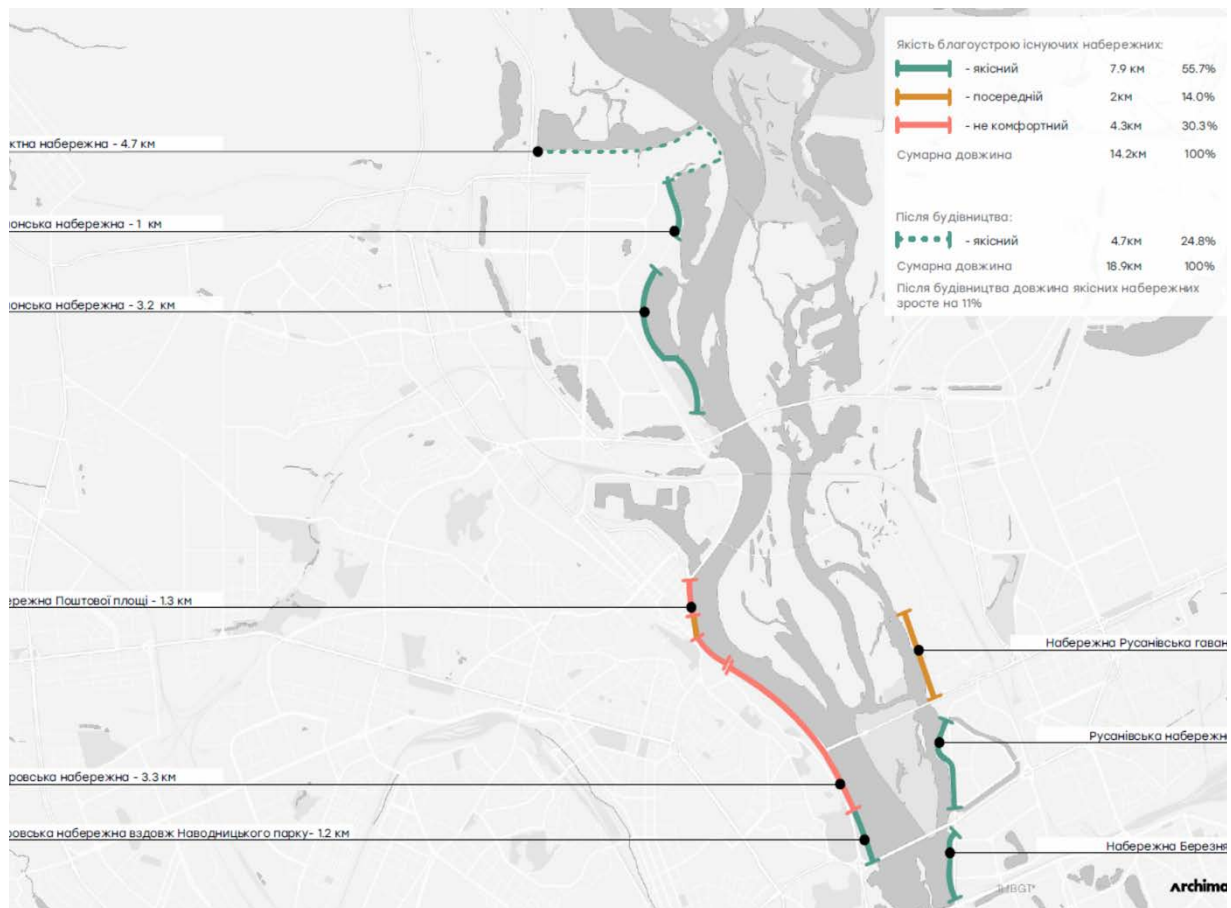 Якість благоустрою існуючих набережних:
- якісний 7.9 км 55.7%
- посередній 2км 14.0%
- не комфортний 4.3км 30.3%
Сумарна довжина 14.2км 100%
Після будівництва:
- якісний 4.7км 24.8%
Сумарна довжина 18.9км 100%
Після будівництва довжина якісних набережних
зросте на 11%
ктна набережна - 4.7 км
онська набережна - 1 км
онська набережна - 3.2 км
ережна Поштової площі - 1.3 км
Набережна Русанівська гаван
Русанівська набережн
ровська набережна - 3.3 км
ровська набережна вздовж Наводницького парку- 1.2 км
Набережна Березня
Archima